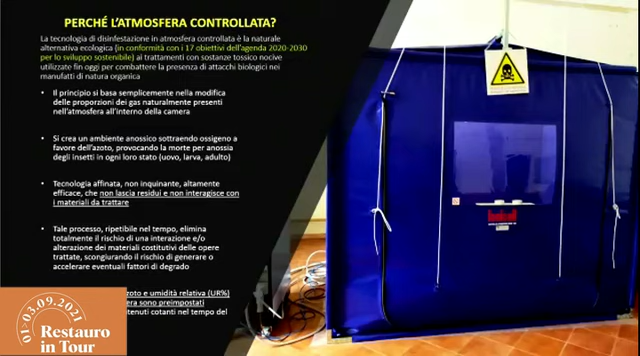 PERCHÉ L'ATMOSFERA CONTROLLATA?
La tecnologia di disinfestazione in atmosfera controllata è la naturale
alternativa ecologica (in conformità con i 17 obiettivi dell'agenda 2020-2030
per lo sviluppo sostenibile) ai trattamenti con sostanze tossico nocive
utilizzate fin oggi per combattere la presenza di attacchi biologici nei
manufatti di natura organica
• Il principio si basa semplicemente nella modifica
delle proporzioni dei gas naturalmente presenti
nell'atmosfera all'interno della camera
• Si crea un ambiente anossico sottraendo ossigeno a
favore dell'azoto, provocando la morte per anossia
degli insetti in ogni loro stato (uovo, larva, adulto)
• Tecnologia affinata, non inquinante, altamente
efficace, che non lascia residui e non interagisce con
i materiali da trattare
• Tale processo, ripetibile nel tempo, elimina
totalmente il rischio di una interazione e/o
alterazione dei materiali costitutivi delle opere
trattate, scongiurando il rischio di generare o
accelerare eventuali fattori di degrado
e umidità relativa (UR%)
sono preimpostati
cotanti nel tempo del
01>03.09.2021
Restauro
in Tour